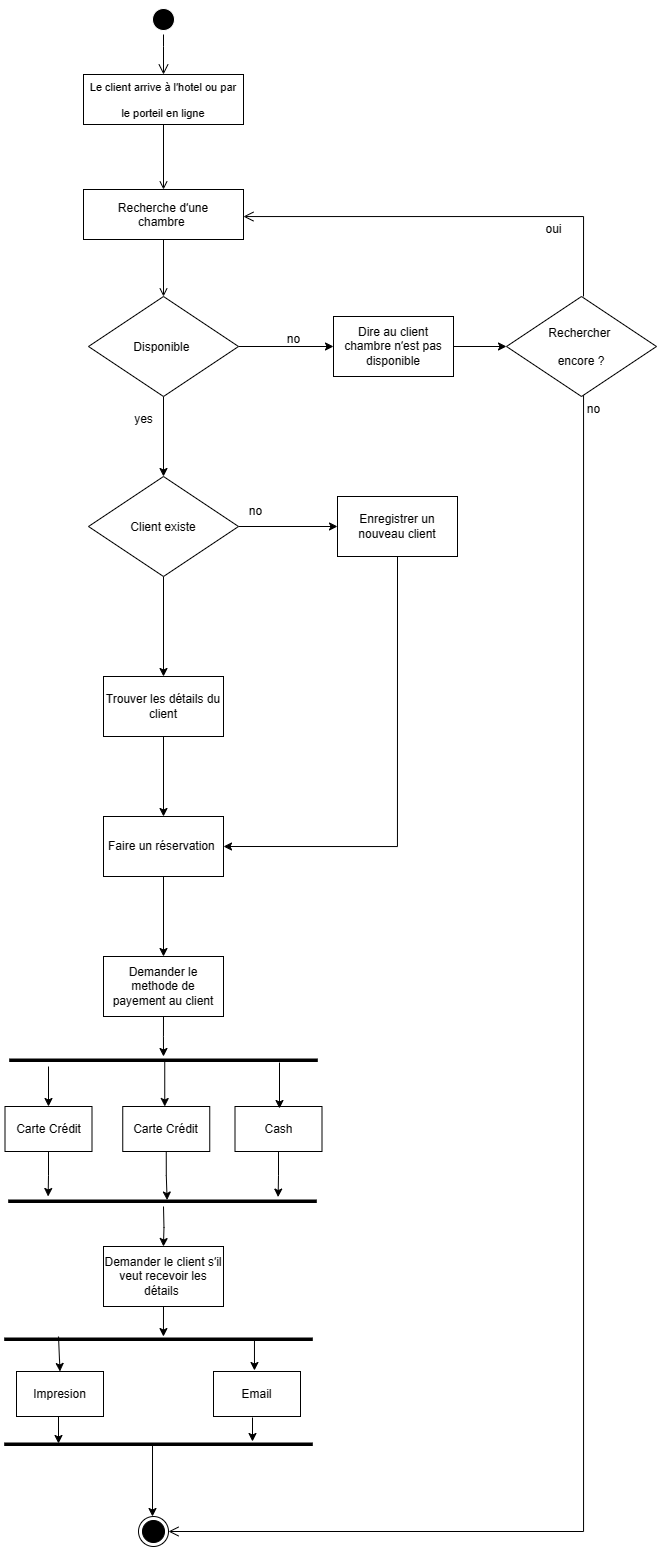 Le client arrive à l'hotel ou par
le porteil en ligne
Recherche d'une
chambre
oui
Disponible
no
Dire au client
chambre n'est pas
disponible
Rechercher
encore ?
no
yes
Client existe
no
Enregistrer un
nouveau client
Trouver les détails du
client
Faire un réservation
Demander le
methode de
payement au client
Carte Crédit
Carte Crédit
Cash
Demander le client s'il
veut recevoir les
détails
Impresion
Email